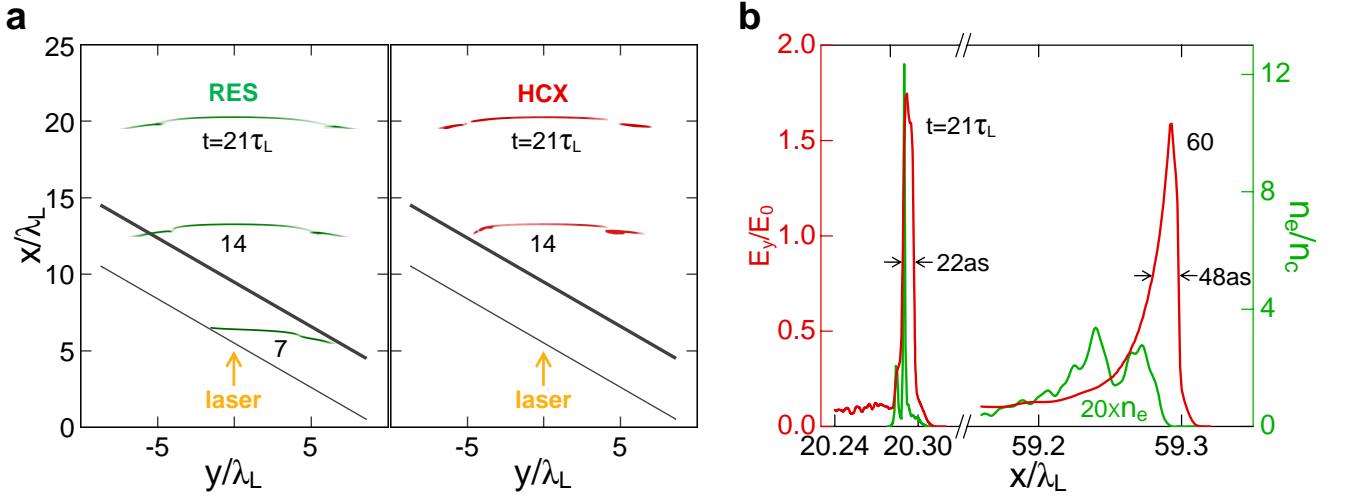 a
25
20
15
10
5
0
x/λL
RES
t=21τL
14
7
laser
-5
0
5
y/λL
HCX
t=21τL
14
laser
-5
0
5
y/λL
b
2.0
1.5
1.0
0.5
0.0
Ey/E0
t=21τL
22as
60
48as
20xne
12
8
4
0
ne/nc
20.24
20.30
59.2
59.3
x/λL